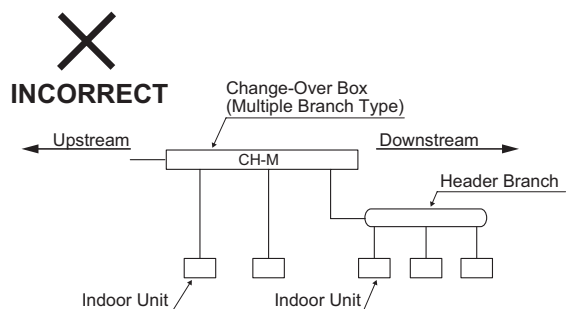 INCORRECT
Change-Over Box
(Multiple Branch Type)
Upstream
Downstream
CH-M
Header Branch
Indoor Unit
Indoor Unit